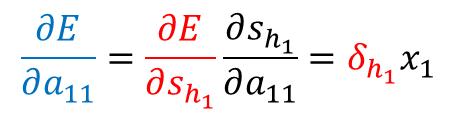 ∂E/∂a₁₁ = ∂E/∂s_{h₁} ∂s_{h₁}/∂a₁₁ = δ_{h₁}x₁